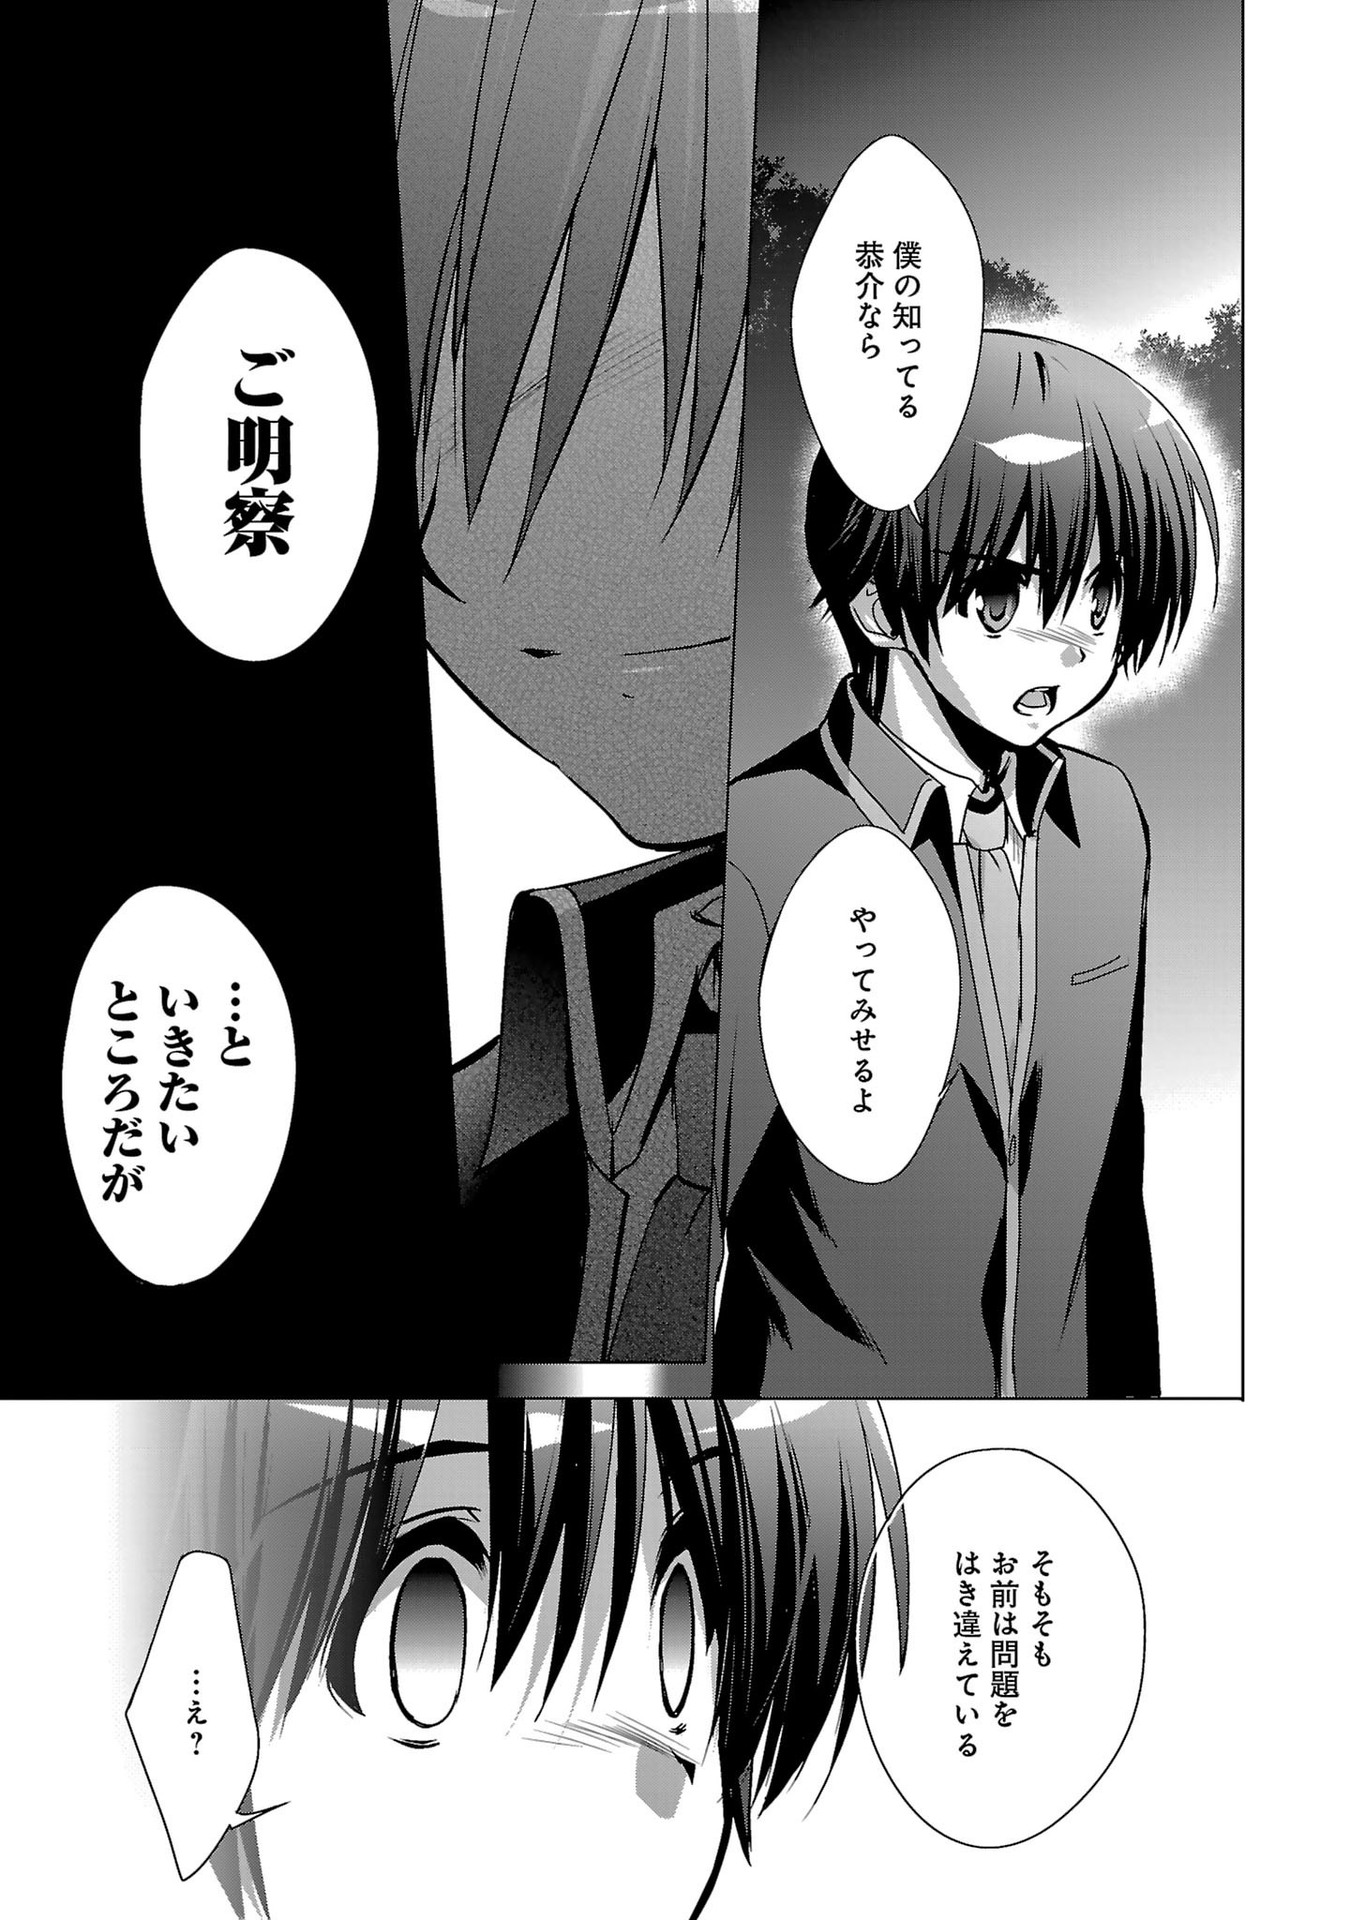 僕の知ってる
恭介なら
やってみせるよ
ご明察
…と
いきたい
ところだが
そもそも
お前は問題を
はき違えている
…え？